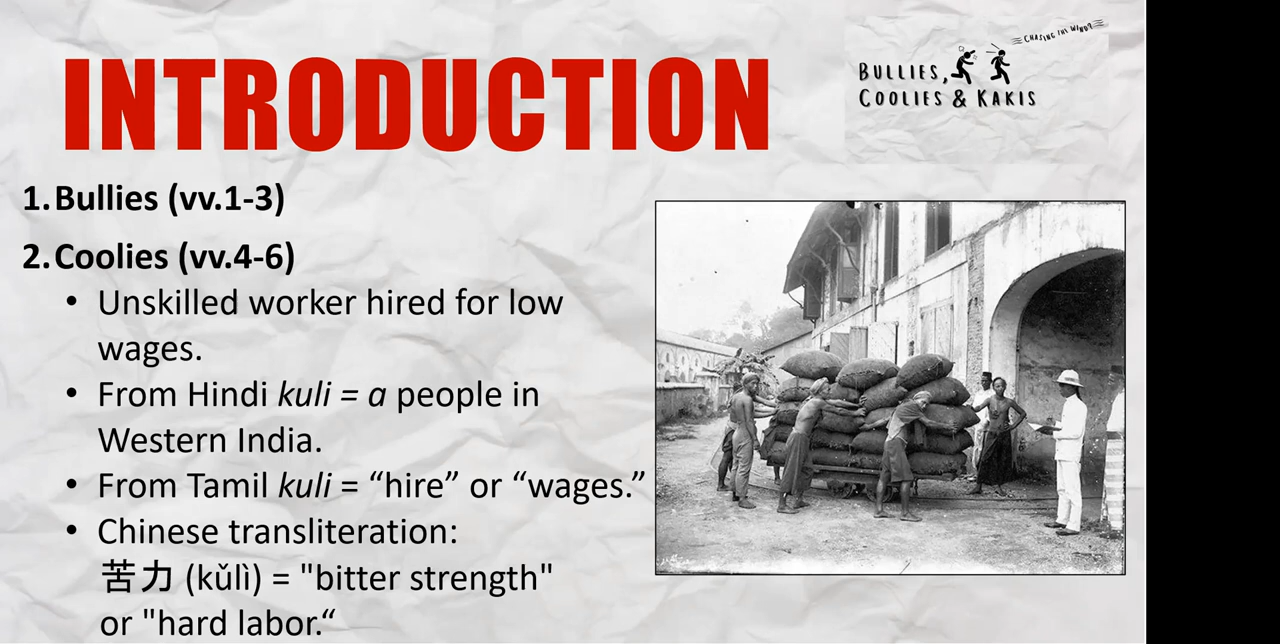 INTRODUCTION
CHASING THE WIND?
BULLIES,
COOLIES & KAKIS
1. Bullies (vv.1-3)
2. Coolies (vv.4-6)
• Unskilled worker hired for low
wages.
• From Hindi kuli = a people in
Western India.
• From Tamil kuli = “hire” or “wages.”
• Chinese transliteration:
苦力 (kǔlì) = "bitter strength"
or "hard labor.“